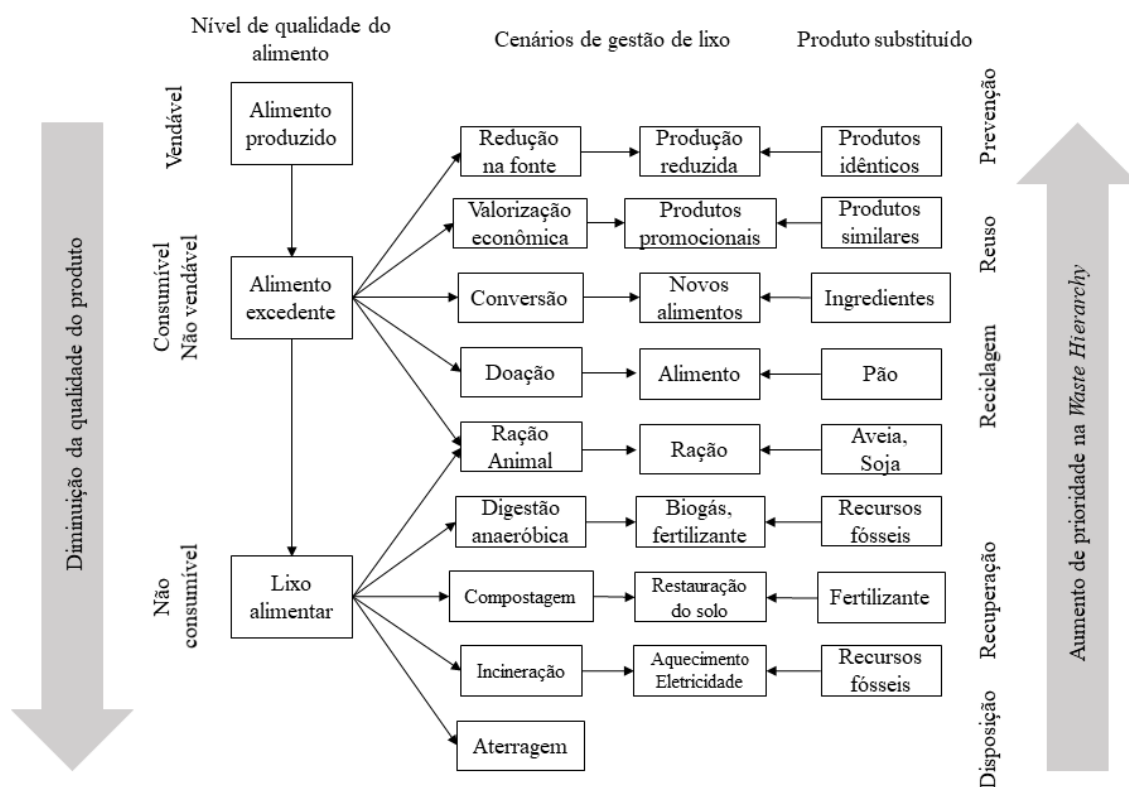 Nível de qualidade do
alimento
Cenários de gestão de lixo
Produto substituído
Diminuição da qualidade do produto
Vendável
Alimento
produzido
Redução
na fonte
Produção
reduzida
Produtos
idênticos
Prevenção
Valorização
econômica
Produtos
promocionais
Produtos
similares
Reuso
Consumível
Não vendável
Alimento
excedente
Conversão
Novos
alimentos
Ingredientes
Doação
Alimento
Pão
Reciclagem
Ração
Animal
Ração
Aveia,
Soja
Digestão
anaeróbica
Biogás,
fertilizante
Recursos
fósseis
Não
consumível
Lixo
alimentar
Compostagem
Restauração
do solo
Fertilizante
Recuperação
Incineração
Aquecimento
Eletricidade
Recursos
fósseis
Aterragem
Disposição
Aumento de prioridade na Waste Hierarchy